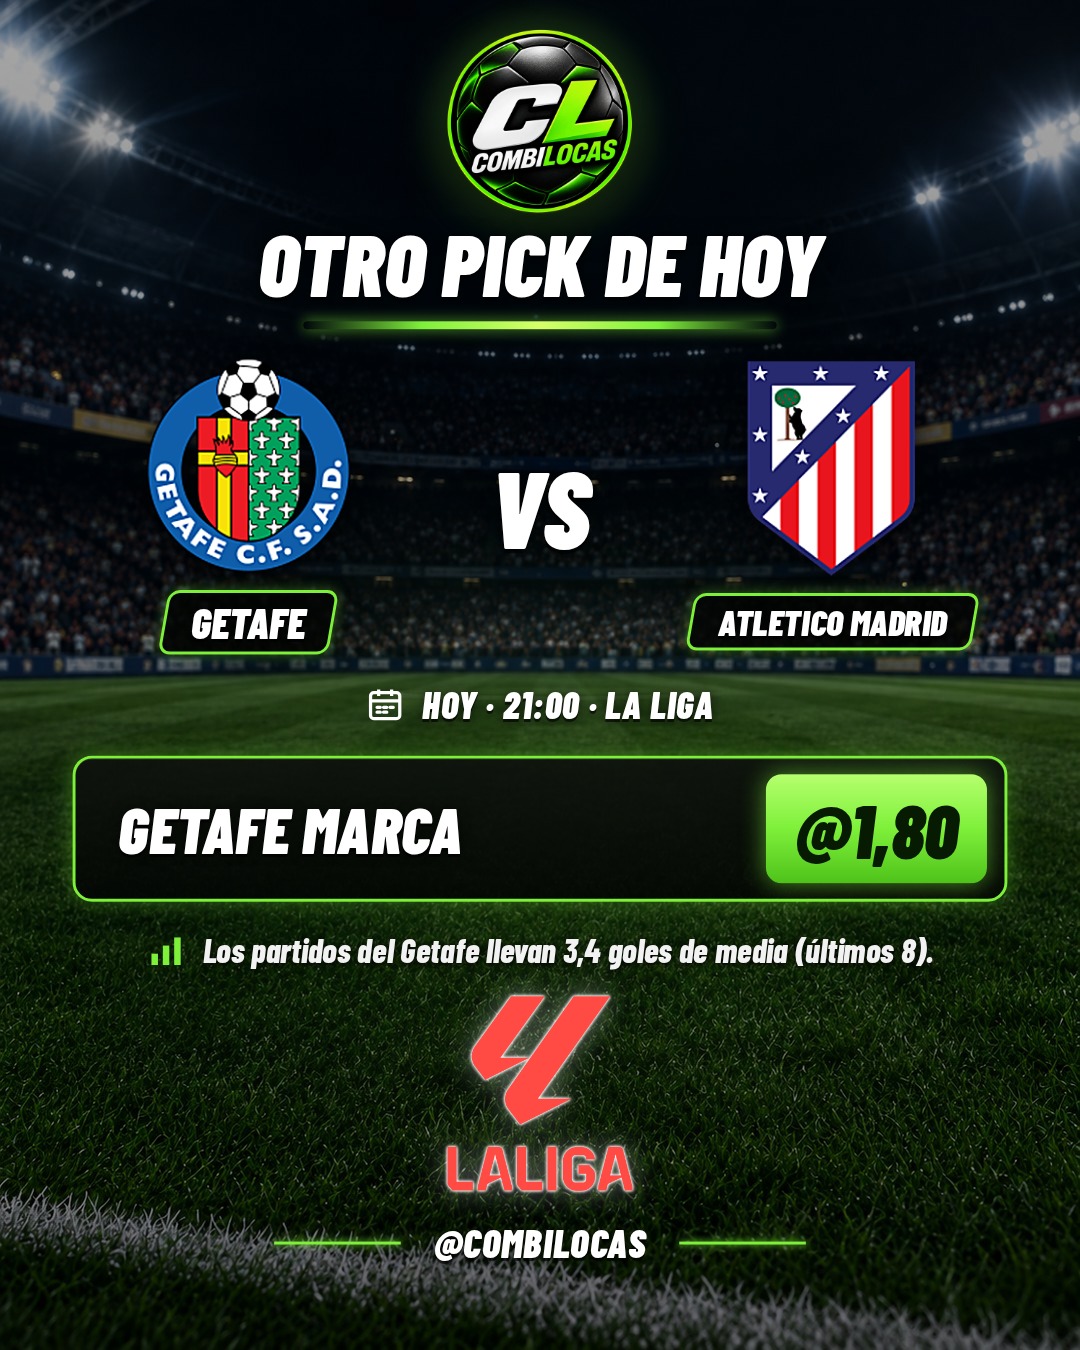 CL
COMBILOCAS
OTRO PICK DE HOY
GETAFE C.F. S.A.D.
VS
GETAFE
ATLETICO MADRID
HOY · 21:00 · LA LIGA
GETAFE MARCA
@1,80
Los partidos del Getafe llevan 3,4 goles de media (últimos 8).
LALIGA
@COMBILOCAS